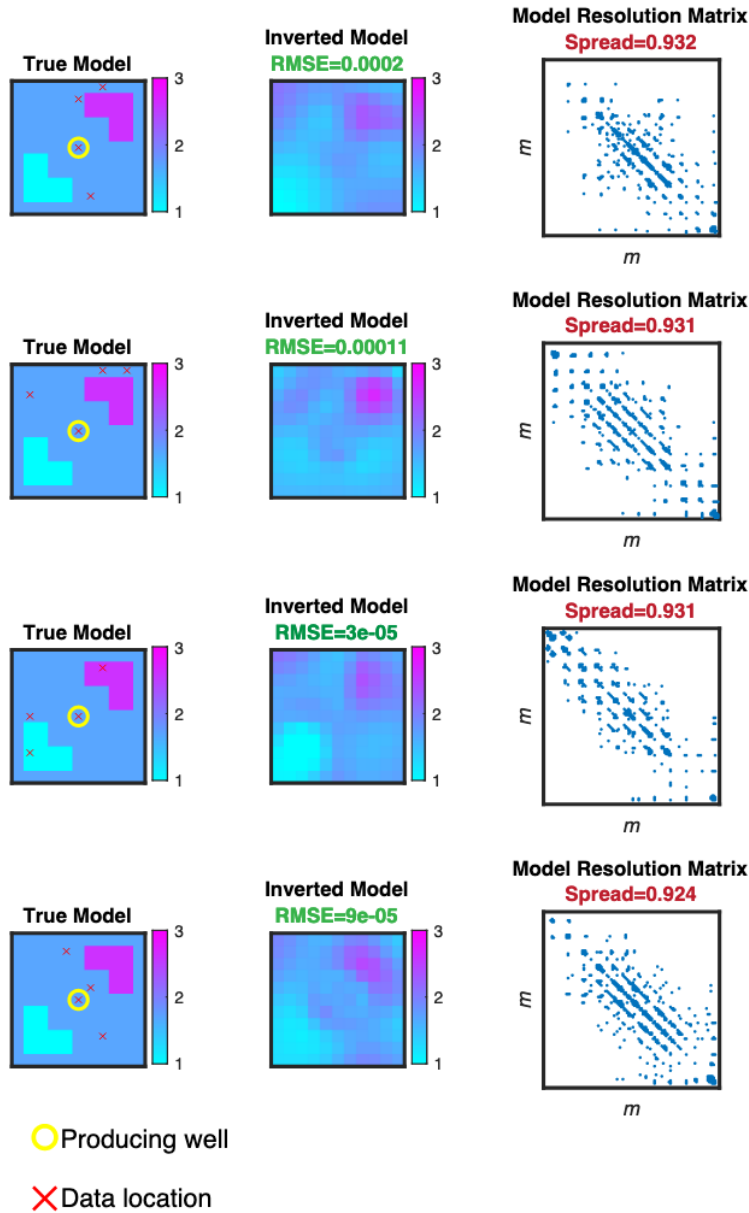 True Model
3
2
1
Inverted Model
RMSE=0.0002
3
2
1
Model Resolution Matrix
Spread=0.932
m
m
True Model
3
2
1
Inverted Model
RMSE=0.00011
3
2
1
Model Resolution Matrix
Spread=0.931
m
m
True Model
3
2
1
Inverted Model
RMSE=3e-05
3
2
1
Model Resolution Matrix
Spread=0.931
m
m
True Model
3
2
1
Inverted Model
RMSE=9e-05
3
2
1
Model Resolution Matrix
Spread=0.924
m
m
Producing well
Data location